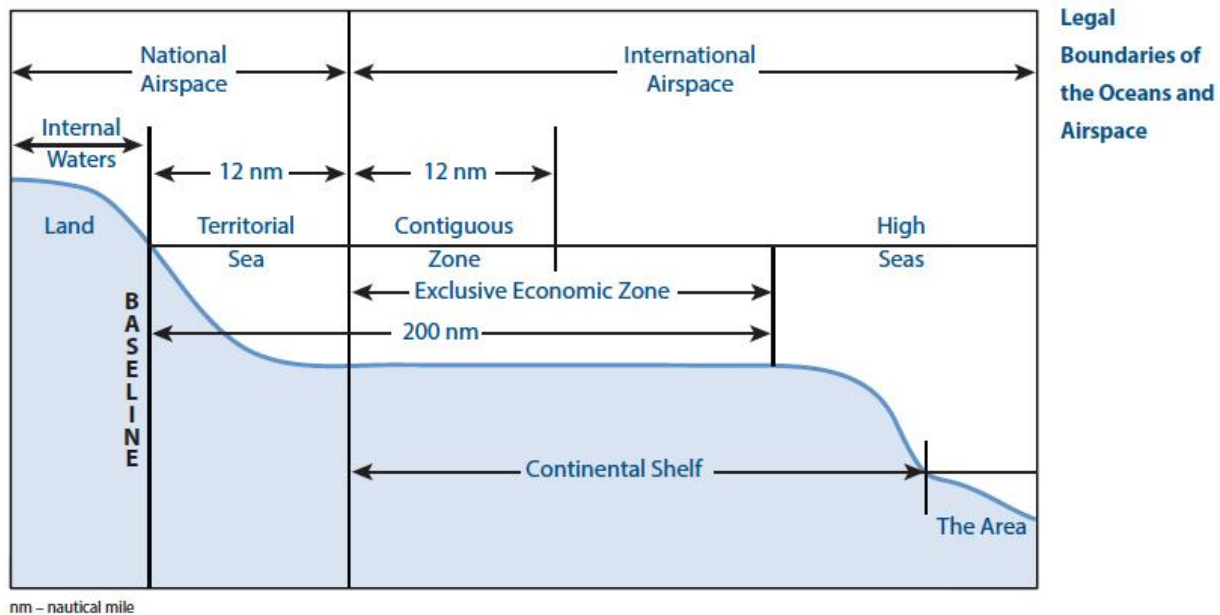 Legal
Boundaries of
the Oceans and
Airspace
National
Airspace
International
Airspace
Internal
Waters
12 nm
12 nm
Land
Territorial
Sea
Contiguous
Zone
High
Seas
Exclusive Economic Zone
200 nm
BASELINE
Continental Shelf
The Area
nm – nautical mile